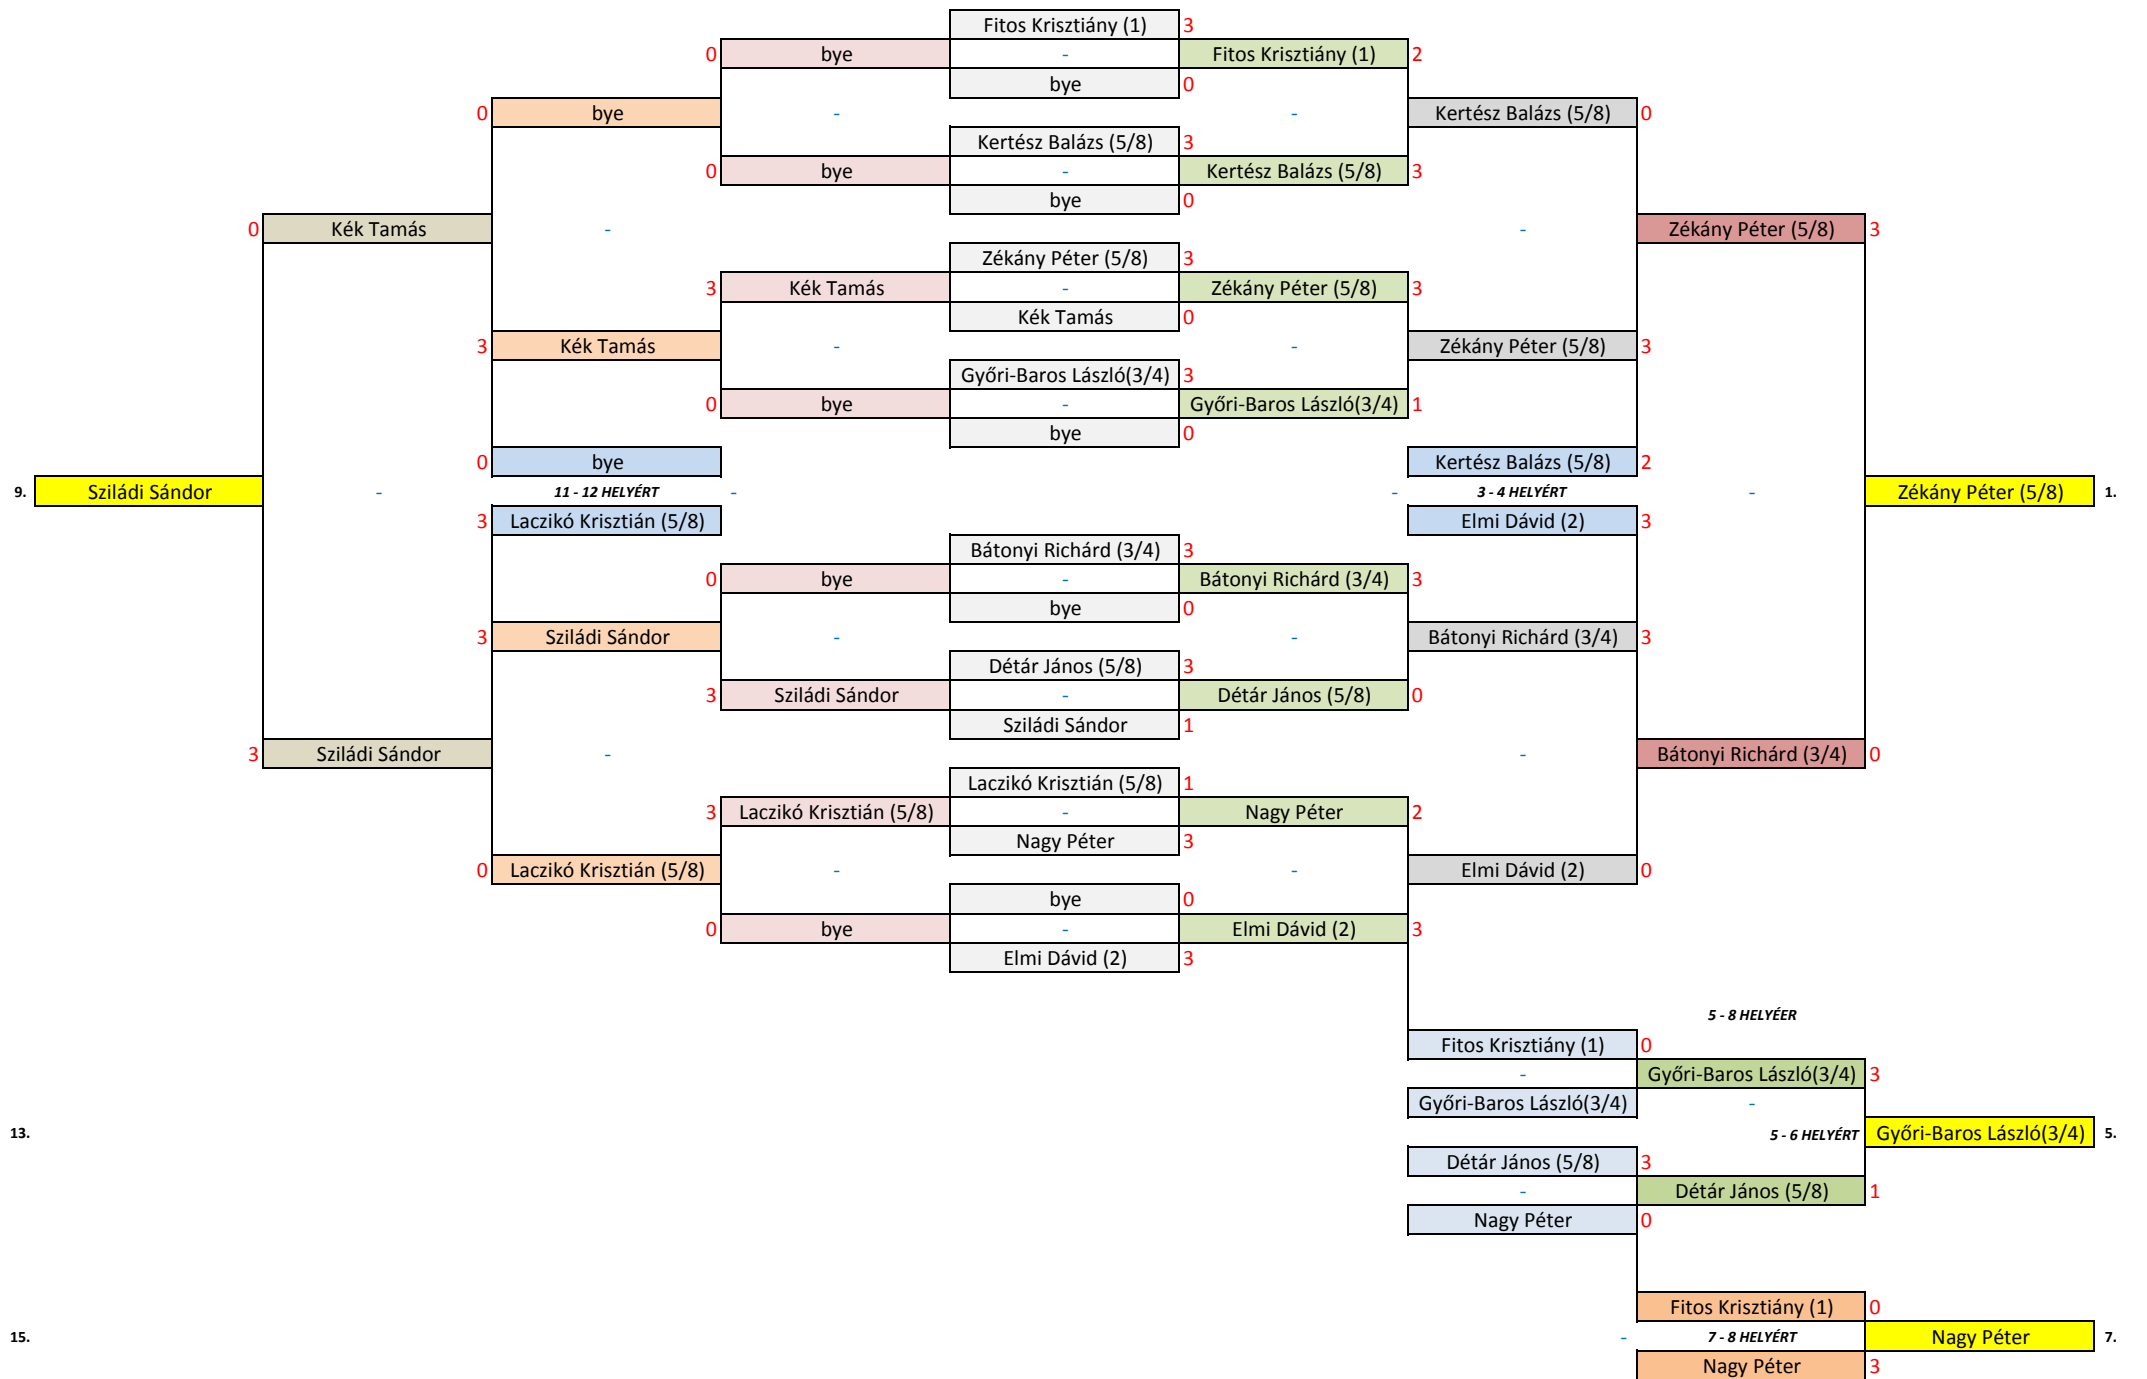 Fitos Krisztiány (1) 3
0 bye - Fitos Krisztiány (1) 2
bye 0
0 bye - - Kertész Balázs (5/8) 0
Kertész Balázs (5/8) 3
0 bye - Kertész Balázs (5/8) 3
bye 0
0 Kék Tamás - - Zékány Péter (5/8) 3
Zékány Péter (5/8) 3
3 Kék Tamás - Zékány Péter (5/8) 3
Kék Tamás 0
3 Kék Tamás - - Zékány Péter (5/8) 3
Győri-Baros László(3/4) 3
0 bye - Győri-Baros László(3/4) 1
bye 0
0 bye Kertész Balázs (5/8) 2
9. Sziládi Sándor - 11 - 12 HELYÉRT - - 3 - 4 HELYÉRT - Zékány Péter (5/8) 1.
3 Laczikó Krisztián (5/8) Elmi Dávid (2) 3
Bátonyi Richárd (3/4) 3
0 bye - Bátonyi Richárd (3/4) 3
bye 0
3 Sziládi Sándor - - Bátonyi Richárd (3/4) 3
Détár János (5/8) 3
3 Sziládi Sándor - Détár János (5/8) 0
Sziládi Sándor 1
3 Sziládi Sándor - - Bátonyi Richárd (3/4) 0
Laczikó Krisztián (5/8) 1
3 Laczikó Krisztián (5/8) - Nagy Péter 2
Nagy Péter 3
0 Laczikó Krisztián (5/8) - - Elmi Dávid (2) 0
bye 0
0 bye - Elmi Dávid (2) 3
Elmi Dávid (2) 3
5 - 8 HELYÉER
Fitos Krisztiány (1) 0
- Győri-Baros László(3/4) 3
Győri-Baros László(3/4) -
13. 5 - 6 HELYÉRT Győri-Baros László(3/4) 5.
Détár János (5/8) 3
- Détár János (5/8) 1
Nagy Péter 0
Fitos Krisztiány (1) 0
15. - 7 - 8 HELYÉRT Nagy Péter 7.
Nagy Péter 3